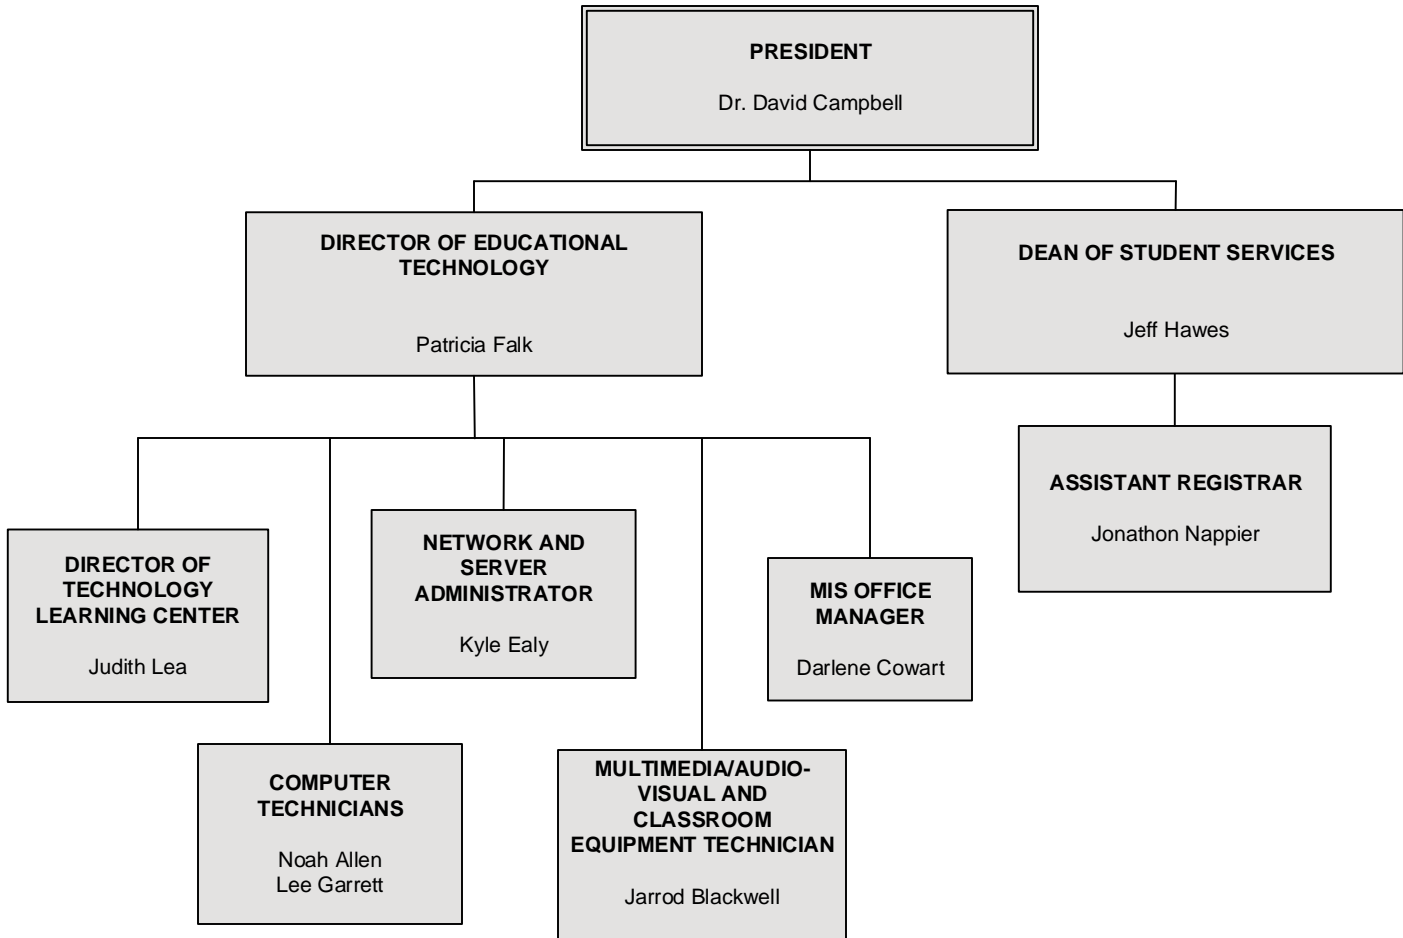 PRESIDENT
Dr. David Campbell
DIRECTOR OF EDUCATIONAL
TECHNOLOGY
Patricia Falk
DEAN OF STUDENT SERVICES
Jeff Hawes
ASSISTANT REGISTRAR
Jonathon Nappier
DIRECTOR OF
TECHNOLOGY
LEARNING CENTER
Judith Lea
NETWORK AND
SERVER
ADMINISTRATOR
Kyle Ealy
MIS OFFICE
MANAGER
Darlene Cowart
COMPUTER
TECHNICIANS
Noah Allen
Lee Garrett
MULTIMEDIA/AUDIO-
VISUAL AND
CLASSROOM
EQUIPMENT TECHNICIAN
Jarrod Blackwell